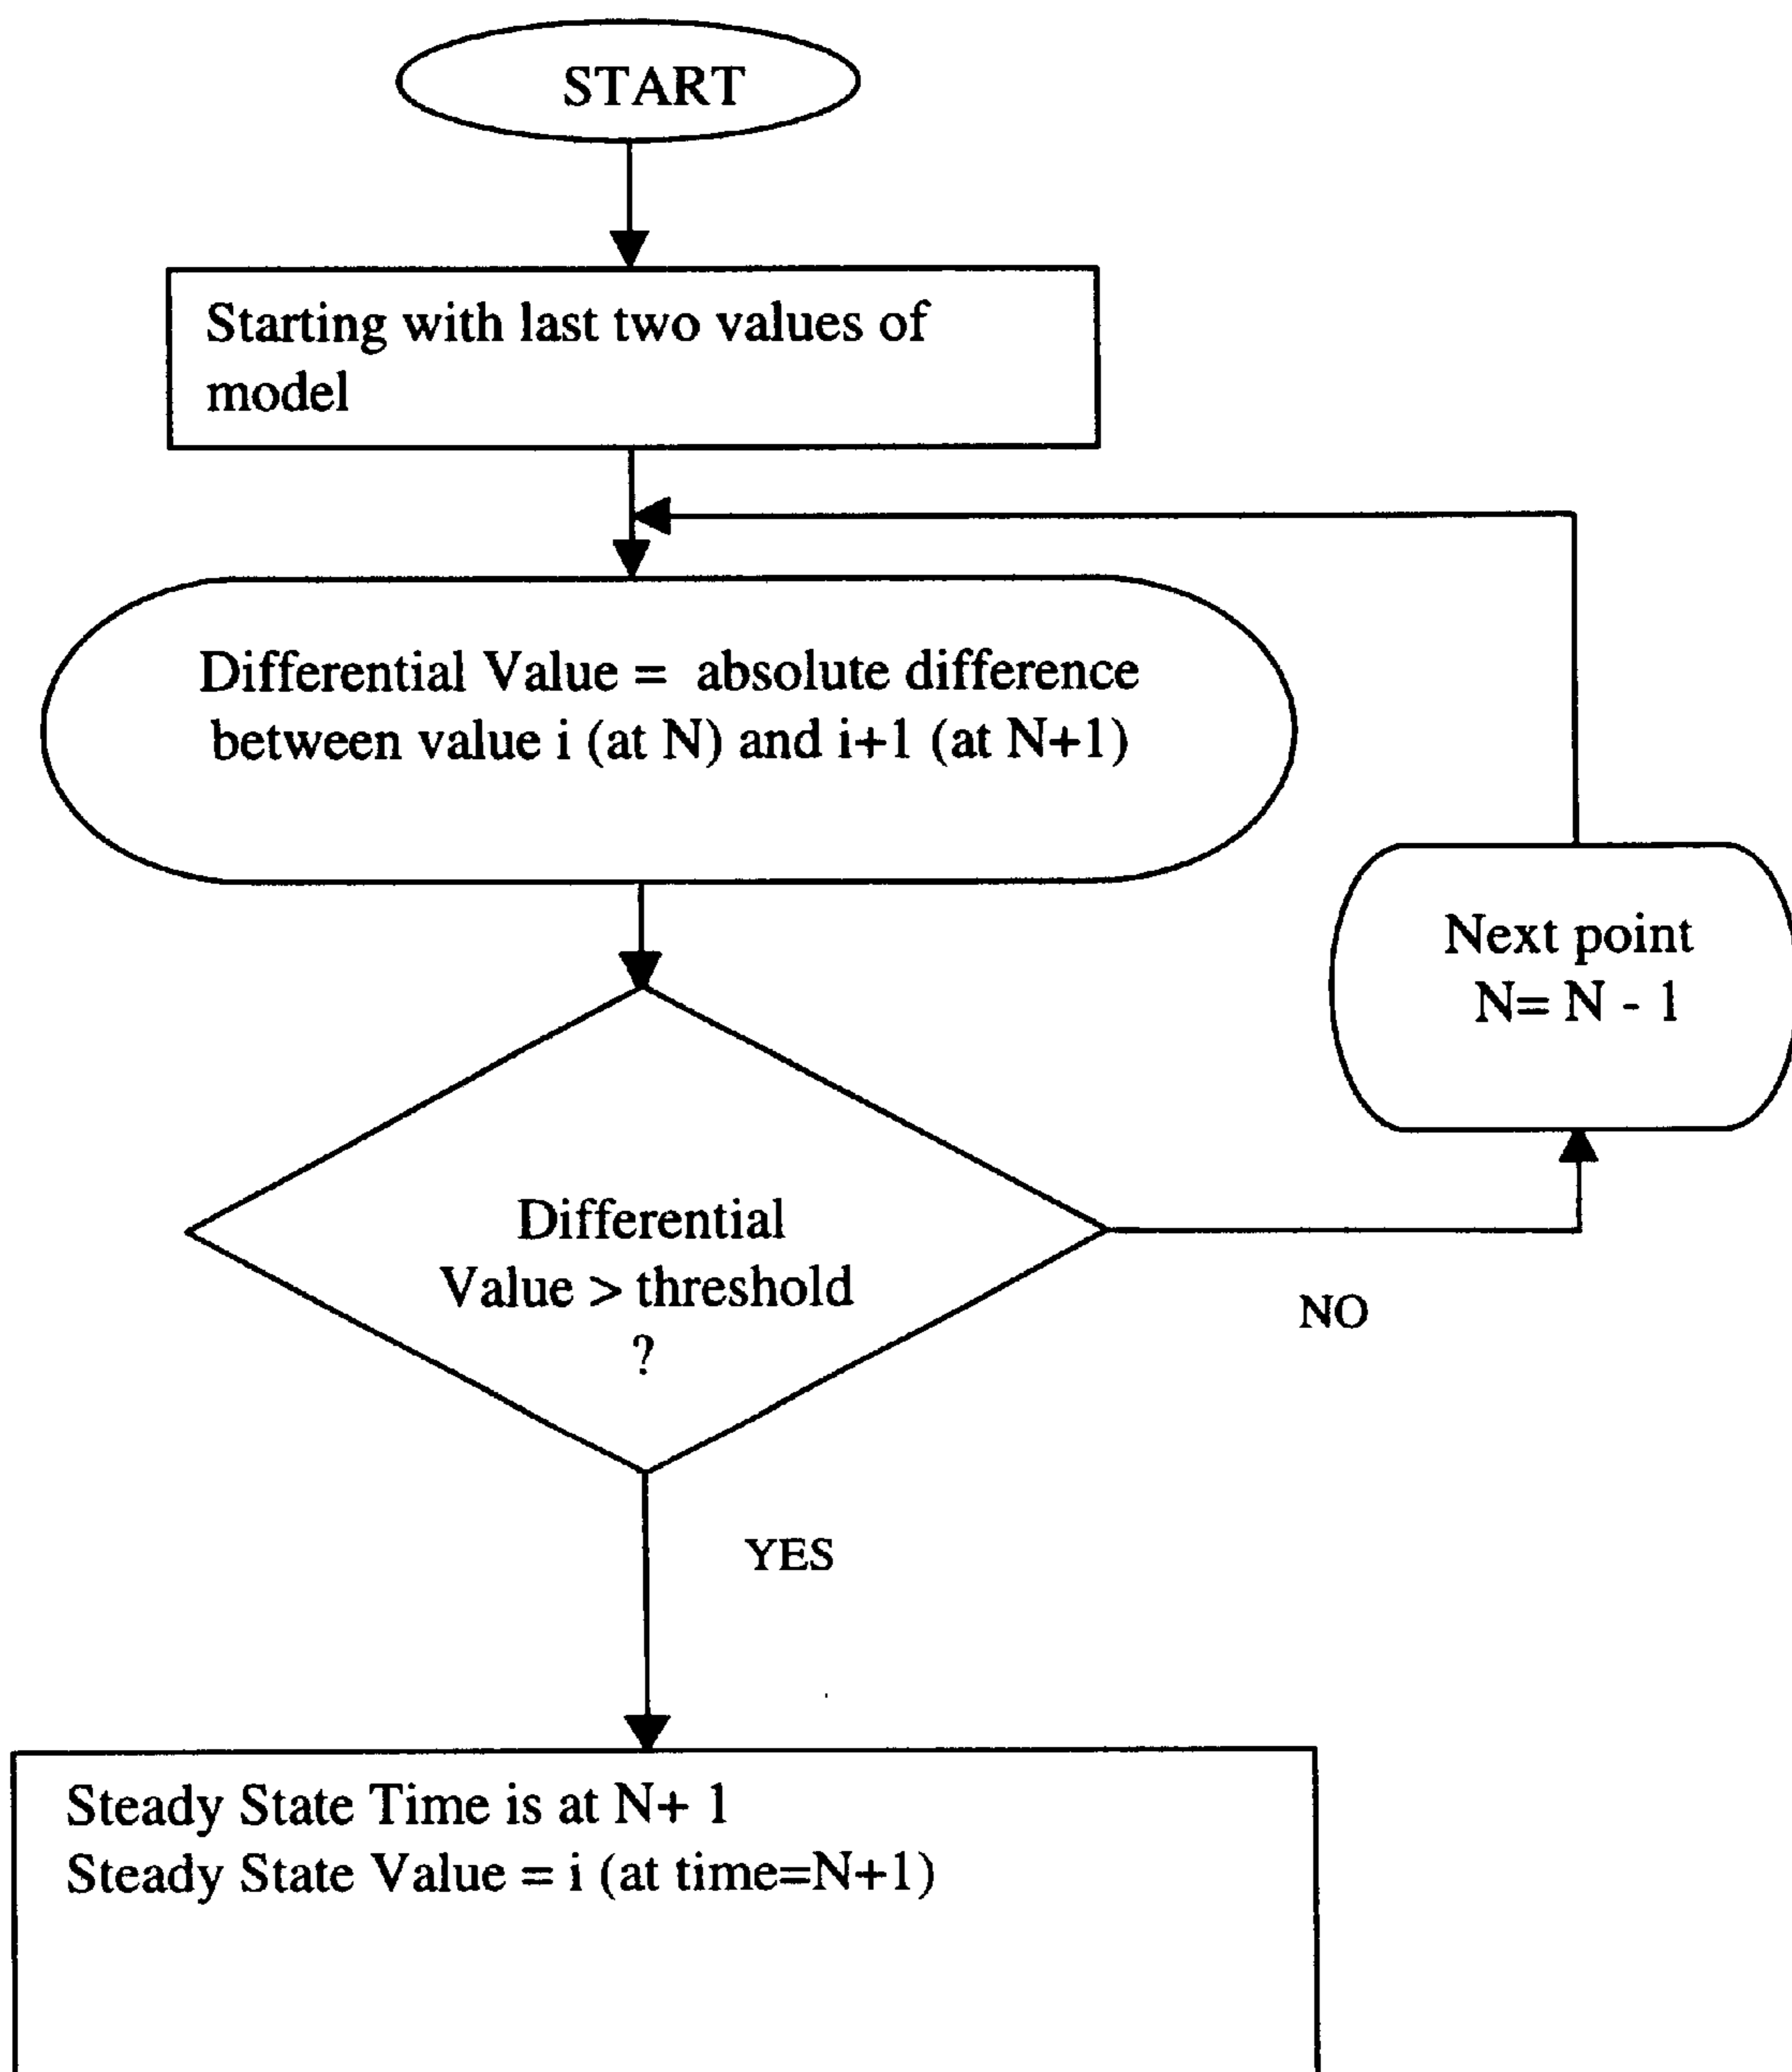 START
Starting with last two values of
model
Differential Value = absolute difference
between value i (at N) and i+1 (at N+1)
Next point
N= N - 1
Differential
Value > threshold
?
NO
YES
Steady State Time is at N+ 1
Steady State Value = i (at time=N+1)